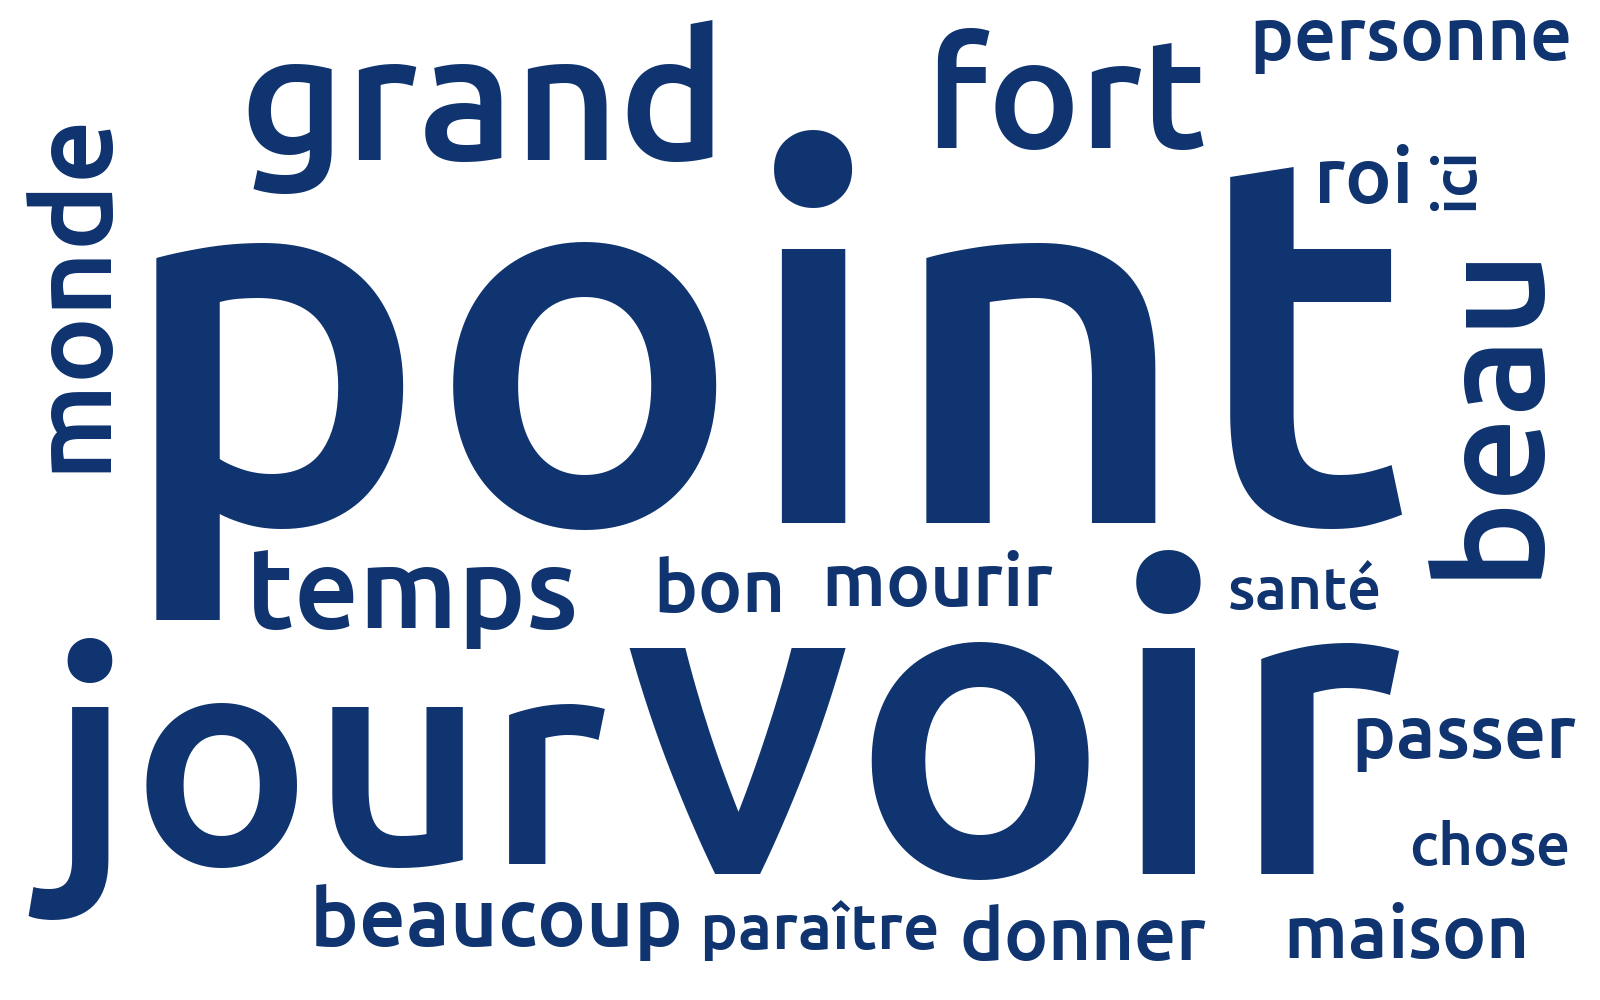 personne
grand
fort
roi
ici
monde
point
beau
temps
bon
mourir
santé
jour
voir
passer
chose
beaucoup
paraître
donner
maison